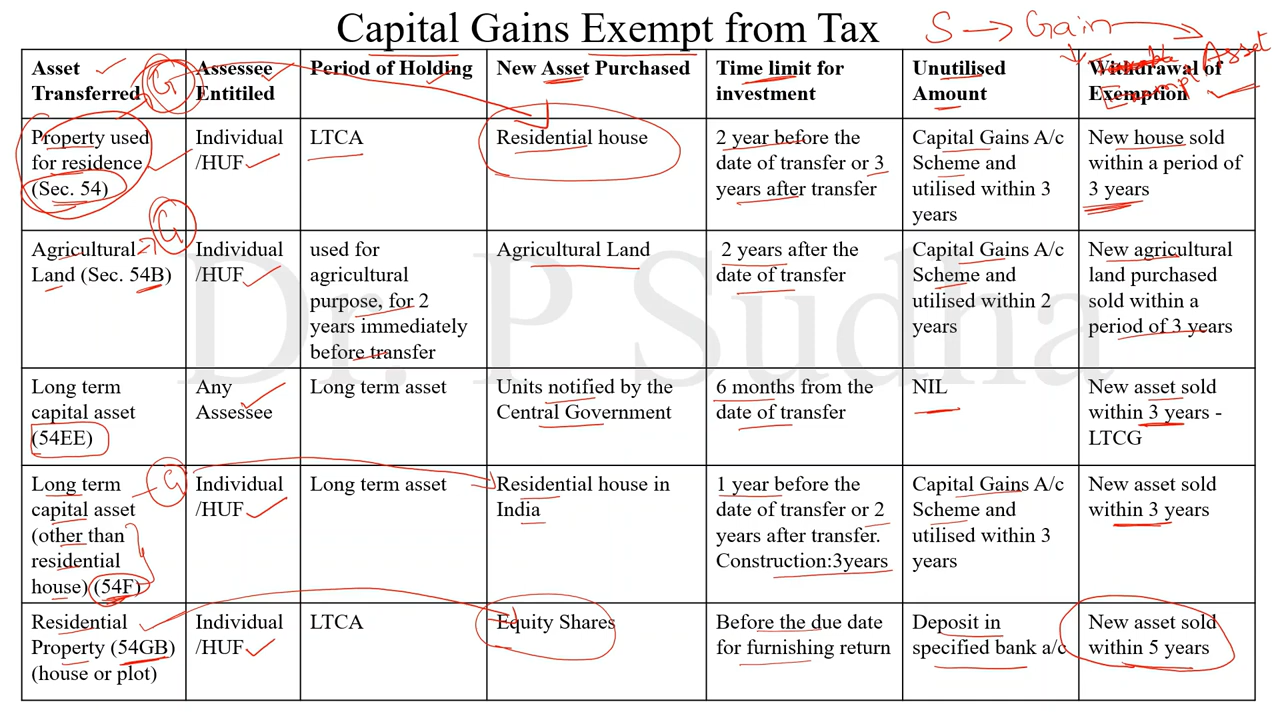 Capital Gains Exempt from Tax
S → Gain →
Asset
Exempt
Asset
Transferred
Assessee
Entitiled
Period of Holding
New Asset Purchased
Time limit for
investment
Unutilised
Amount
Withdrawal of
Exemption
G
Property used
for residence
(Sec. 54)
Individual
/HUF
LTCA
Residential house
2 year before the
date of transfer or 3
years after transfer
Capital Gains A/c
Scheme and
utilised within 3
years
New house sold
within a period of
3 years
G
Agricultural
Land (Sec. 54B)
Individual
/HUF
used for
agricultural
purpose, for 2
years immediately
before transfer
Agricultural Land
2 years after the
date of transfer
Capital Gains A/c
Scheme and
utilised within 2
years
New agricultural
land purchased
sold within a
period of 3 years
Long term
capital asset
(54EE)
Any
Assessee
Long term asset
Units notified by the
Central Government
6 months from the
date of transfer
NIL
New asset sold
within 3 years -
LTCG
G
Long term
capital asset
(other than
residential
house) (54F)
Individual
/HUF
Long term asset
Residential house in
India
1 year before the
date of transfer or 2
years after transfer.
Construction:3years
Capital Gains A/c
Scheme and
utilised within 3
years
New asset sold
within 3 years
Residential
Property (54GB)
(house or plot)
Individual
/HUF
LTCA
Equity Shares
Before the due date
for furnishing return
Deposit in
specified bank a/c
New asset sold
within 5 years
Dr. P Sudha